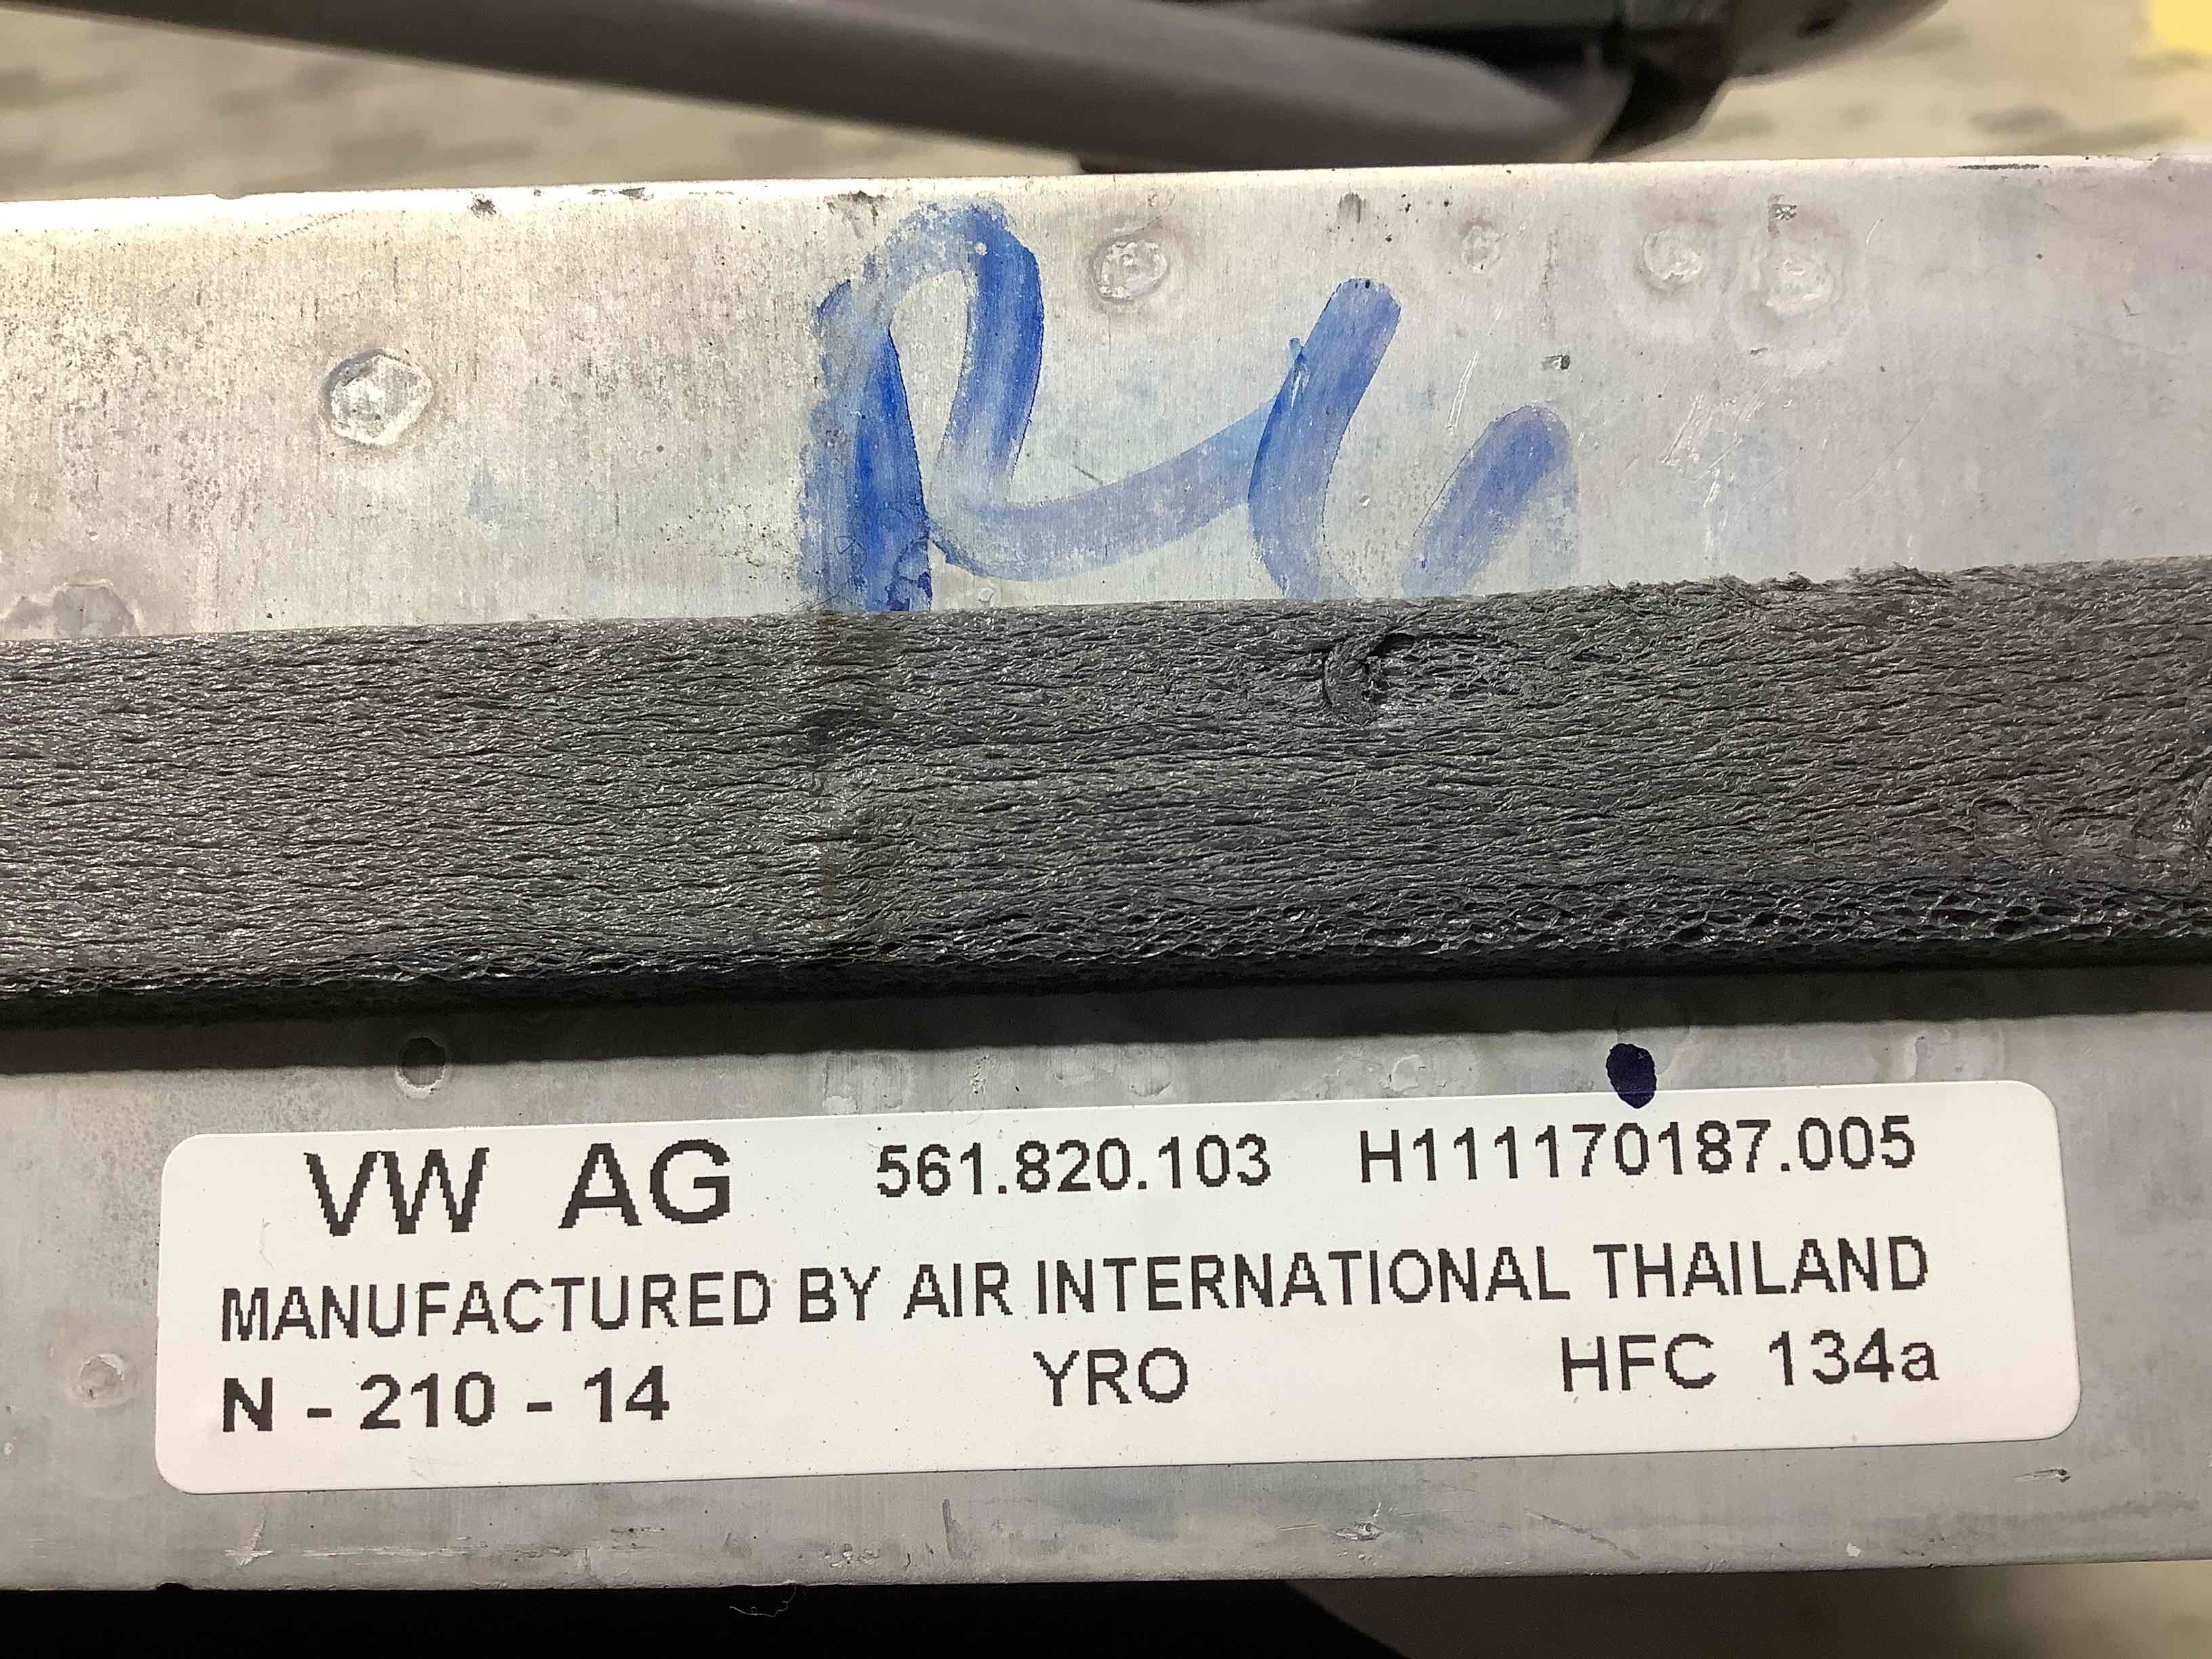 VW AG 561.820.103 H111170187.005
MANUFACTURED BY AIR INTERNATIONAL THAILAND
N - 210 - 14 YRO HFC 134a